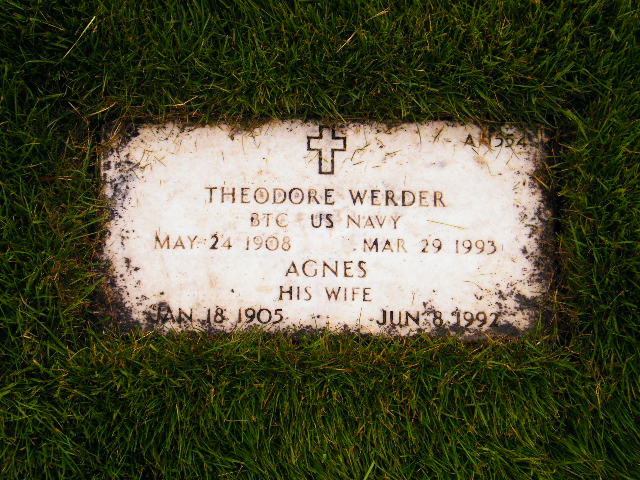 THEODORE WERDER
BTC US NAVY
MAY 24 1908 MAR 29 1993
AGNES
HIS WIFE
JAN 18 1905 JUN 8 1992